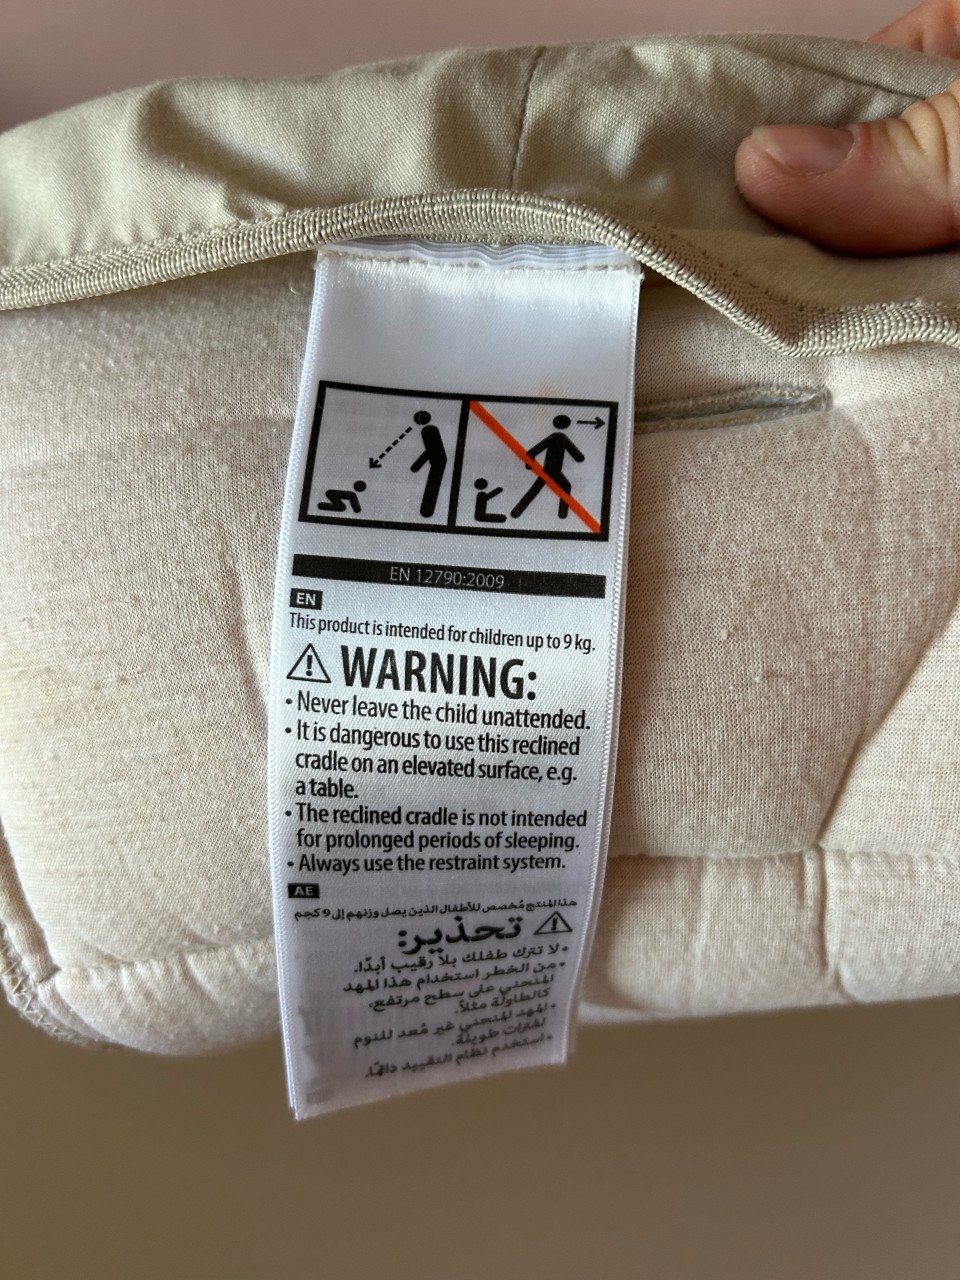 EN 12790:2009
EN
This product is intended for children up to 9 kg.
WARNING:
• Never leave the child unattended.
• It is dangerous to use this reclined
cradle on an elevated surface, e.g.
a table.
• The reclined cradle is not intended
for prolonged periods of sleeping.
• Always use the restraint system.
AE
هذا المنتج مُخصص للأطفال الذين يصل وزنهم إلى 9 كجم
تحذير:
• لا تترك طفلك بلا رقيب أبدًا.
• من الخطر استخدام هذا المهد
المنحني على سطح مرتفع،
كالطاولة مثلاً.
• المهد المنحني غير مُعد للنوم
لفترات طويلة.
• استخدم نظام التقييد دائمًا.